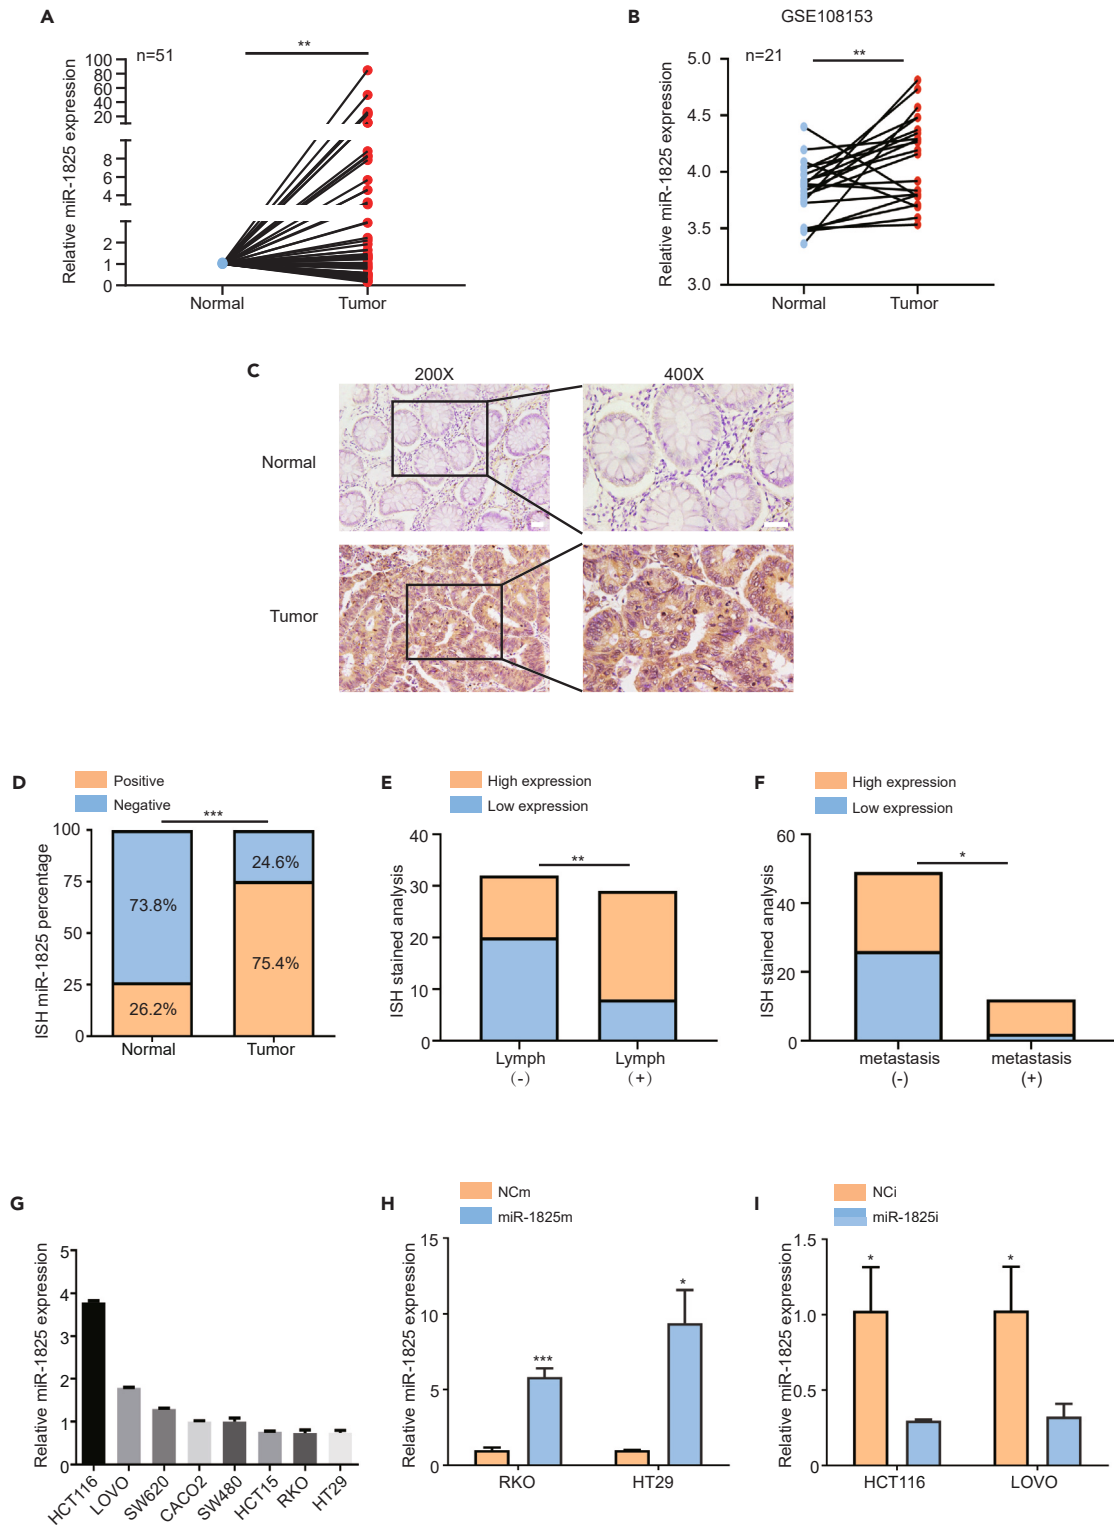 A
n=51
**
Relative miR-1825 expression
100
80
60
40
20
8
6
4
2
1
0
Normal
Tumor
B
GSE108153
n=21
**
Relative miR-1825 expression
5.0
4.5
4.0
3.5
3.0
Normal
Tumor
C
200X
400X
Normal
Tumor
D
Positive
Negative
***
ISH miR-1825 percentage
100
75
50
25
0
73.8%
26.2%
24.6%
75.4%
Normal
Tumor
E
High expression
Low expression
**
ISH stained analysis
40
30
20
10
0
Lymph
(-)
Lymph
(+)
F
High expression
Low expression
*
ISH stained analysis
60
40
20
0
metastasis
(-)
metastasis
(+)
G
Relative miR-1825 expression
5
4
3
2
1
0
HCT116
LOVO
SW620
CACO2
SW480
HCT15
RKO
HT29
H
NCm
miR-1825m
Relative miR-1825 expression
15
10
5
0
***
*
RKO
HT29
I
NCi
miR-1825i
Relative miR-1825 expression
1.5
1.0
0.5
0
*
*
HCT116
LOVO